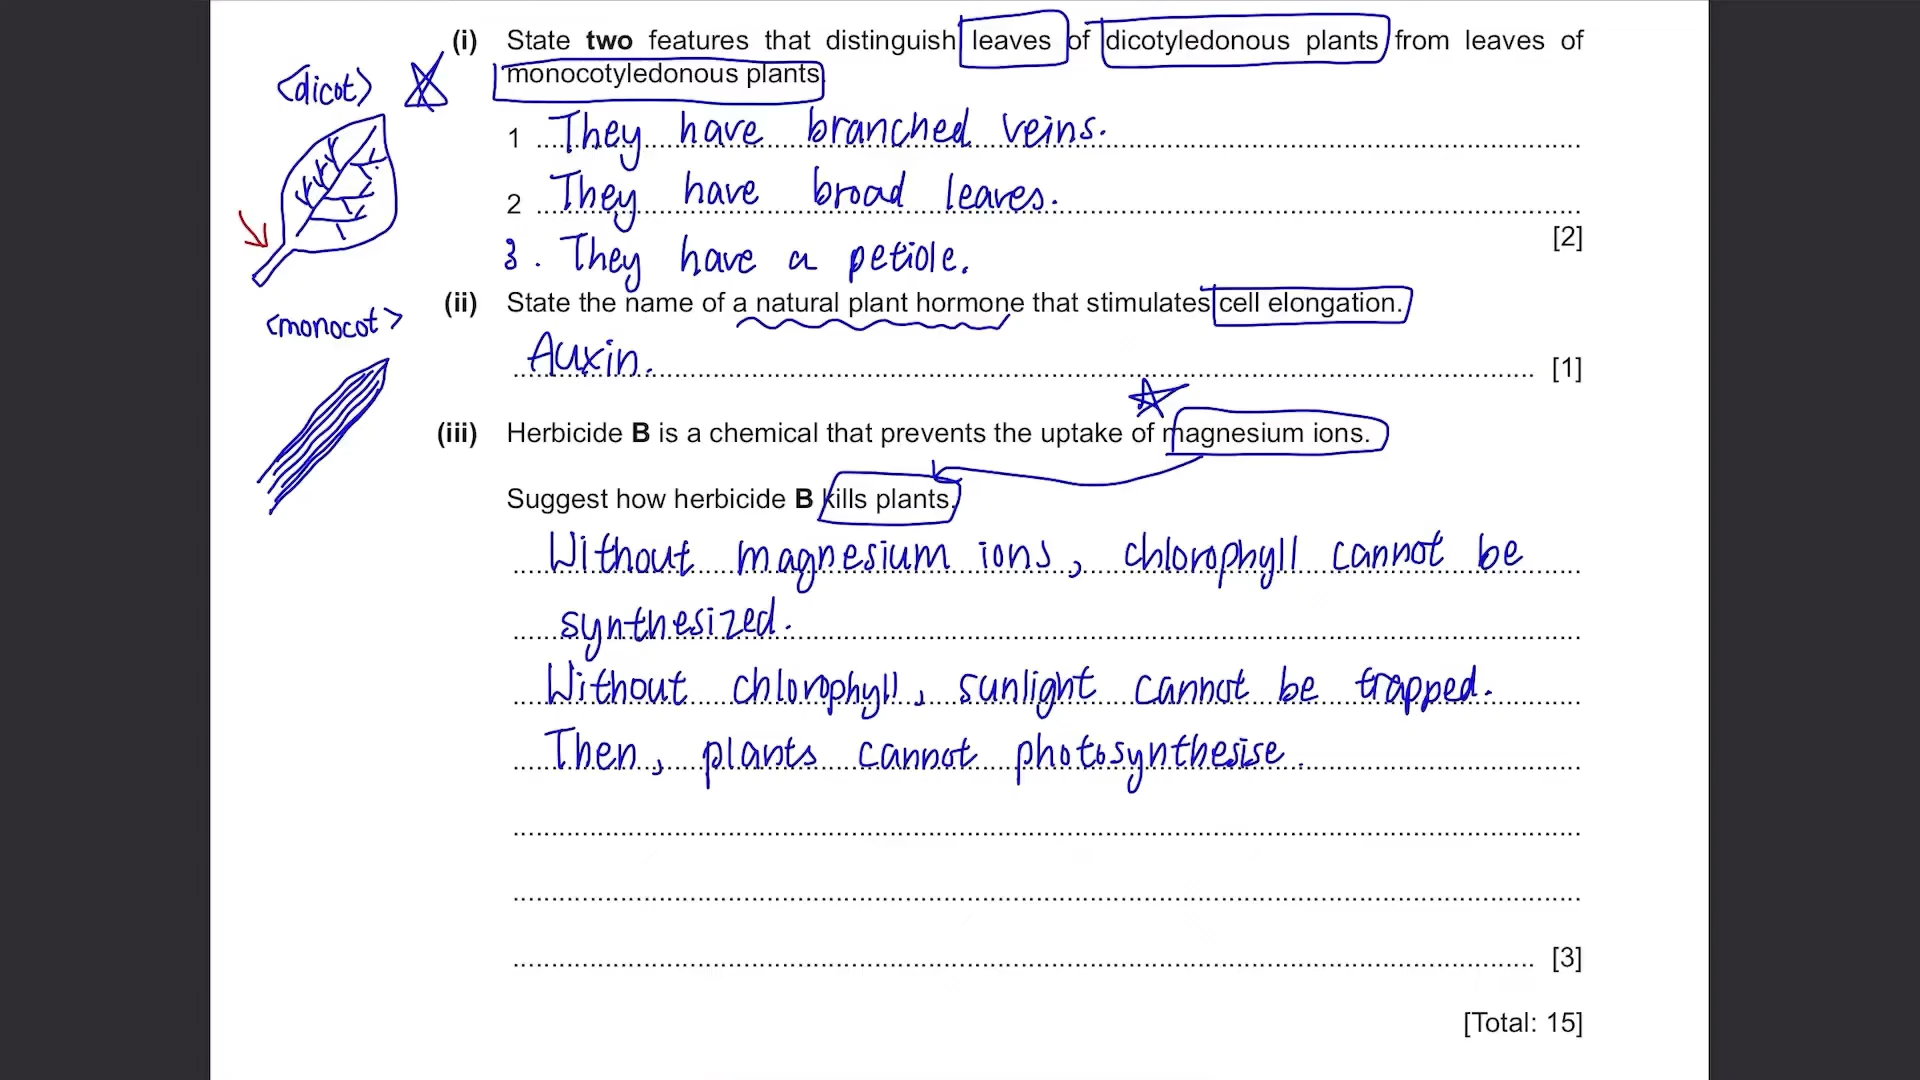 (i) State two features that distinguish leaves of dicotyledonous plants from leaves of
monocotyledonous plants.
<dicot>
1 They have branched veins.
2 They have broad leaves.
[2]
3. They have a petiole.
(ii) State the name of a natural plant hormone that stimulates cell elongation.
<monocot>
Auxin. [1]
(iii) Herbicide B is a chemical that prevents the uptake of magnesium ions.
Suggest how herbicide B kills plants.
Without magnesium ions, chlorophyll cannot be
synthesized.
Without chlorophyll, sunlight cannot be trapped.
Then, plants cannot photosynthesise.
[3]
[Total: 15]